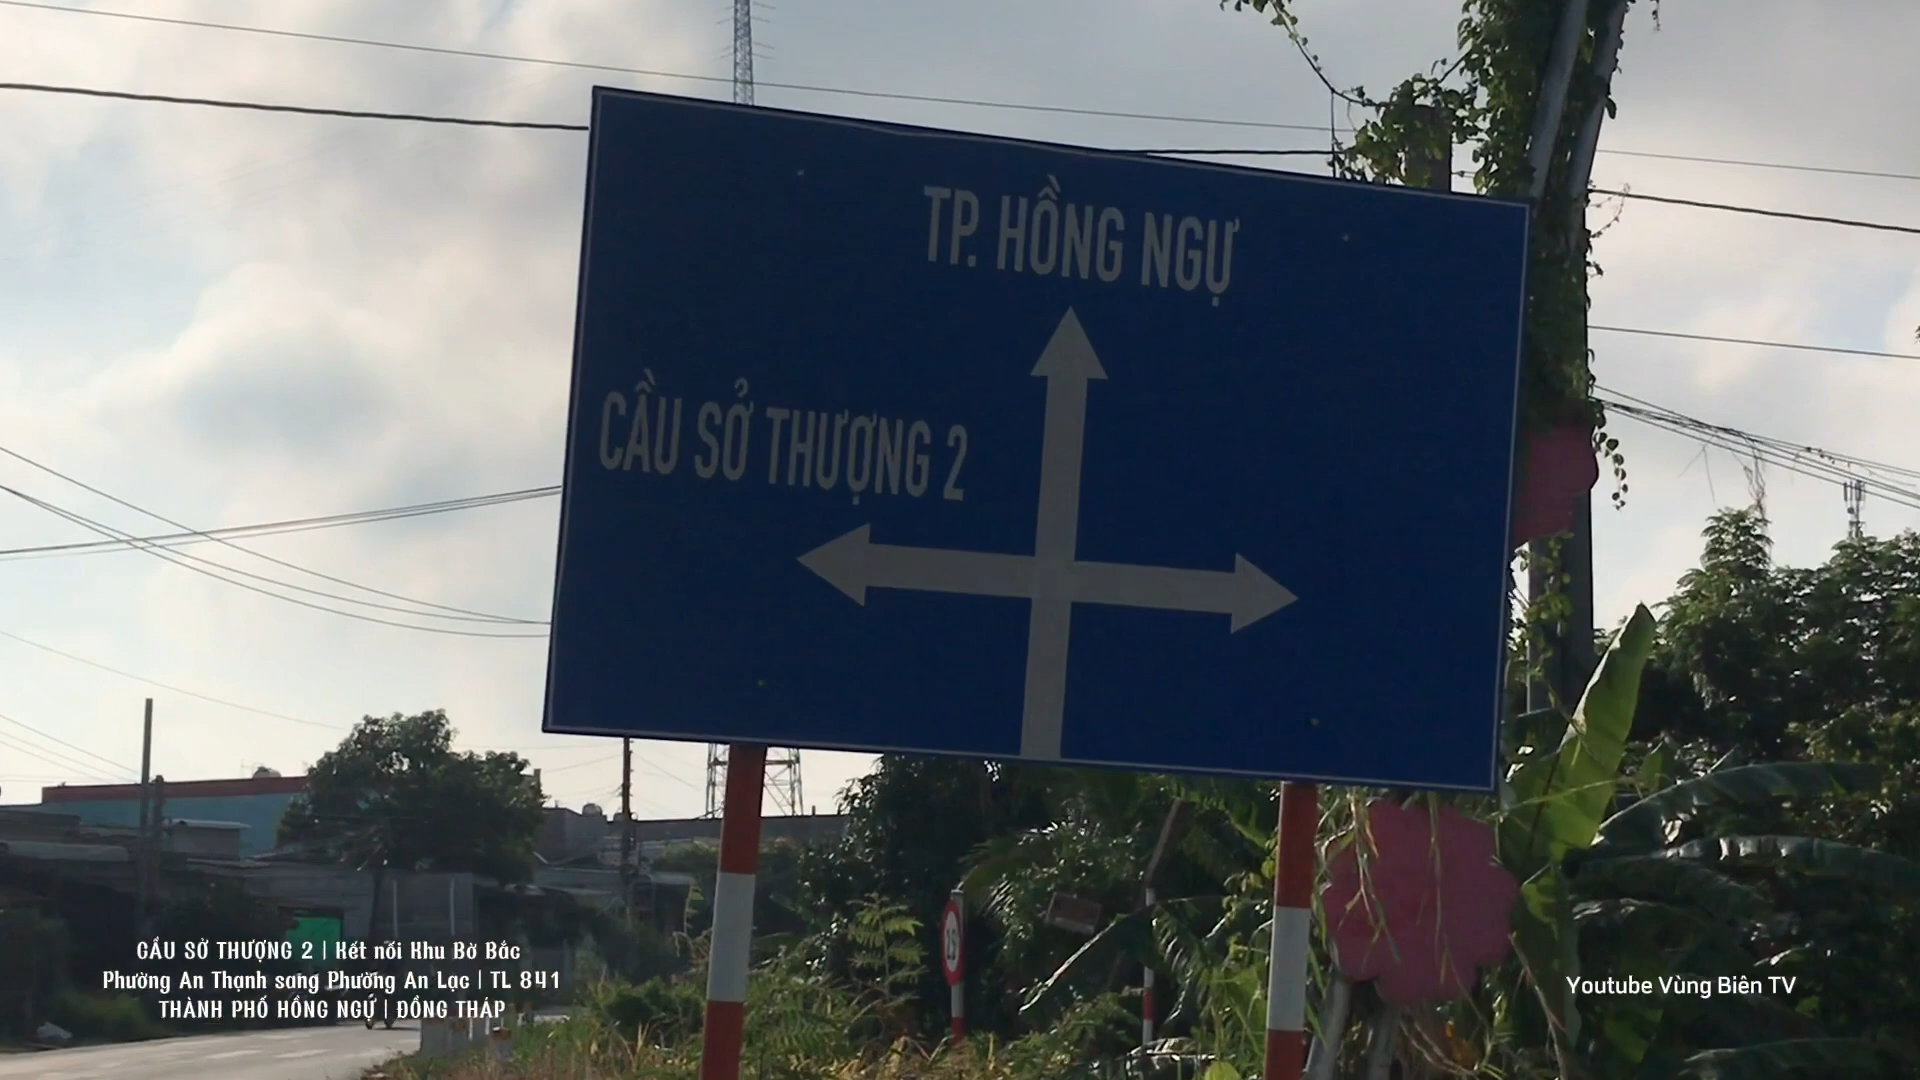 TP. HỒNG NGỰ
CẦU SỞ THƯỢNG 2
CẦU SỞ THƯỢNG 2 | Kết nối Khu Bờ Bắc
Phường An Thạnh sang Phường An Lạc | TL 841
THÀNH PHỐ HỒNG NGỰ | ĐỒNG THÁP
Youtube Vùng Biên TV